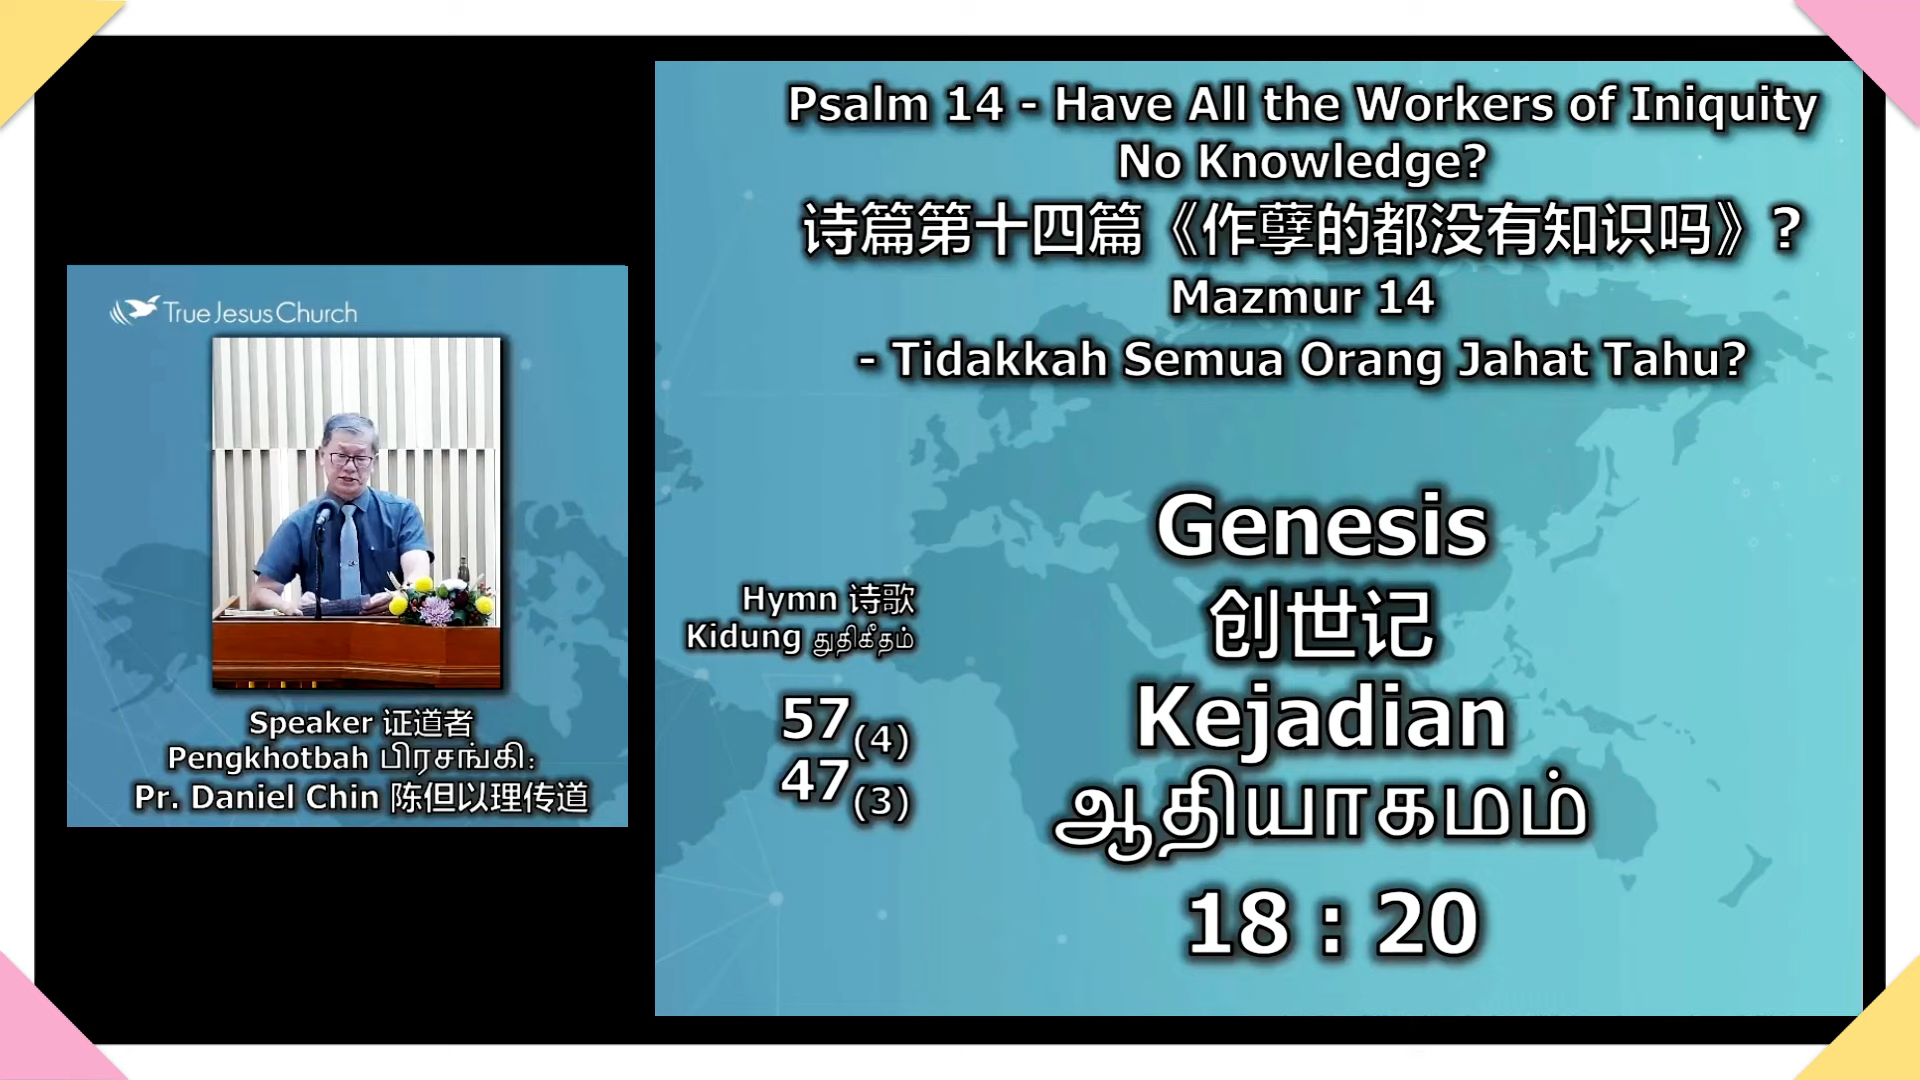 True Jesus Church
Speaker 证道者
Pengkhotbah பிரசங்கி:
Pr. Daniel Chin 陈但以理传道
Psalm 14 - Have All the Workers of Iniquity
No Knowledge?
诗篇第十四篇《作孽的都没有知识吗》?
Mazmur 14
- Tidakkah Semua Orang Jahat Tahu?
Hymn 诗歌
Kidung துதிகீதம்
57(4)
47(3)
Genesis
创世记
Kejadian
ஆதியாகமம்
18 : 20